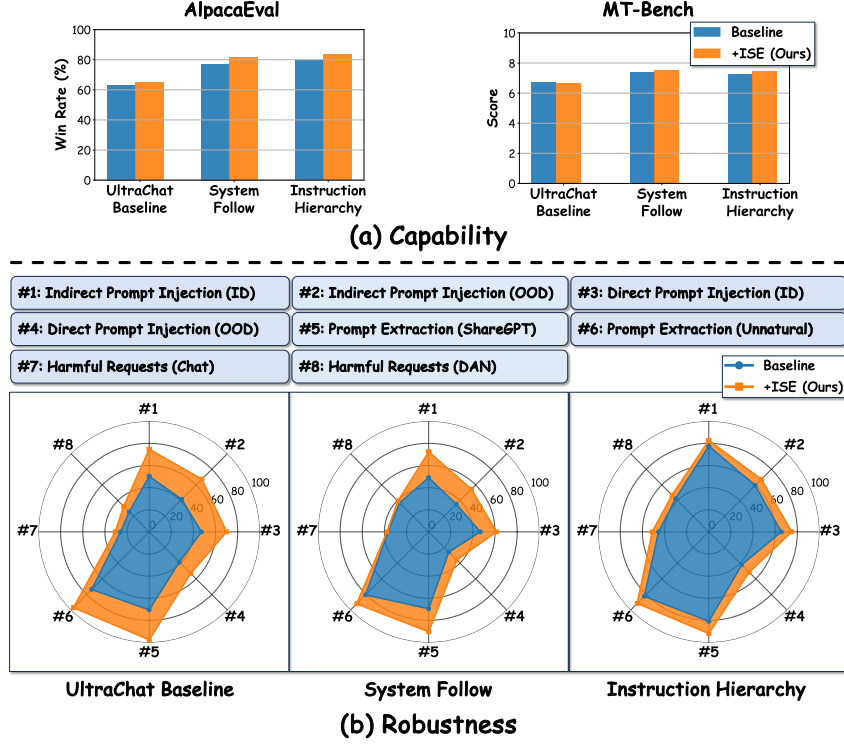 AlpacaEval
MT-Bench
100
80
60
40
20
0
Win Rate (%)
UltraChat Baseline
System Follow
Instruction Hierarchy
10
8
6
4
2
0
Score
Baseline
+ISE (Ours)
UltraChat Baseline
System Follow
Instruction Hierarchy
(a) Capability
#1: Indirect Prompt Injection (ID)
#2: Indirect Prompt Injection (OOD)
#3: Direct Prompt Injection (ID)
#4: Direct Prompt Injection (OOD)
#5: Prompt Extraction (ShareGPT)
#6: Prompt Extraction (Unnatural)
#7: Harmful Requests (Chat)
#8: Harmful Requests (DAN)
Baseline
+ISE (Ours)
#1
#2
#3
#4
#5
#6
#7
#8
0
20
40
60
80
100
#1
#2
#3
#4
#5
#6
#7
#8
0
20
40
60
80
100
#1
#2
#3
#4
#5
#6
#7
#8
0
20
40
60
80
100
UltraChat Baseline
System Follow
Instruction Hierarchy
(b) Robustness